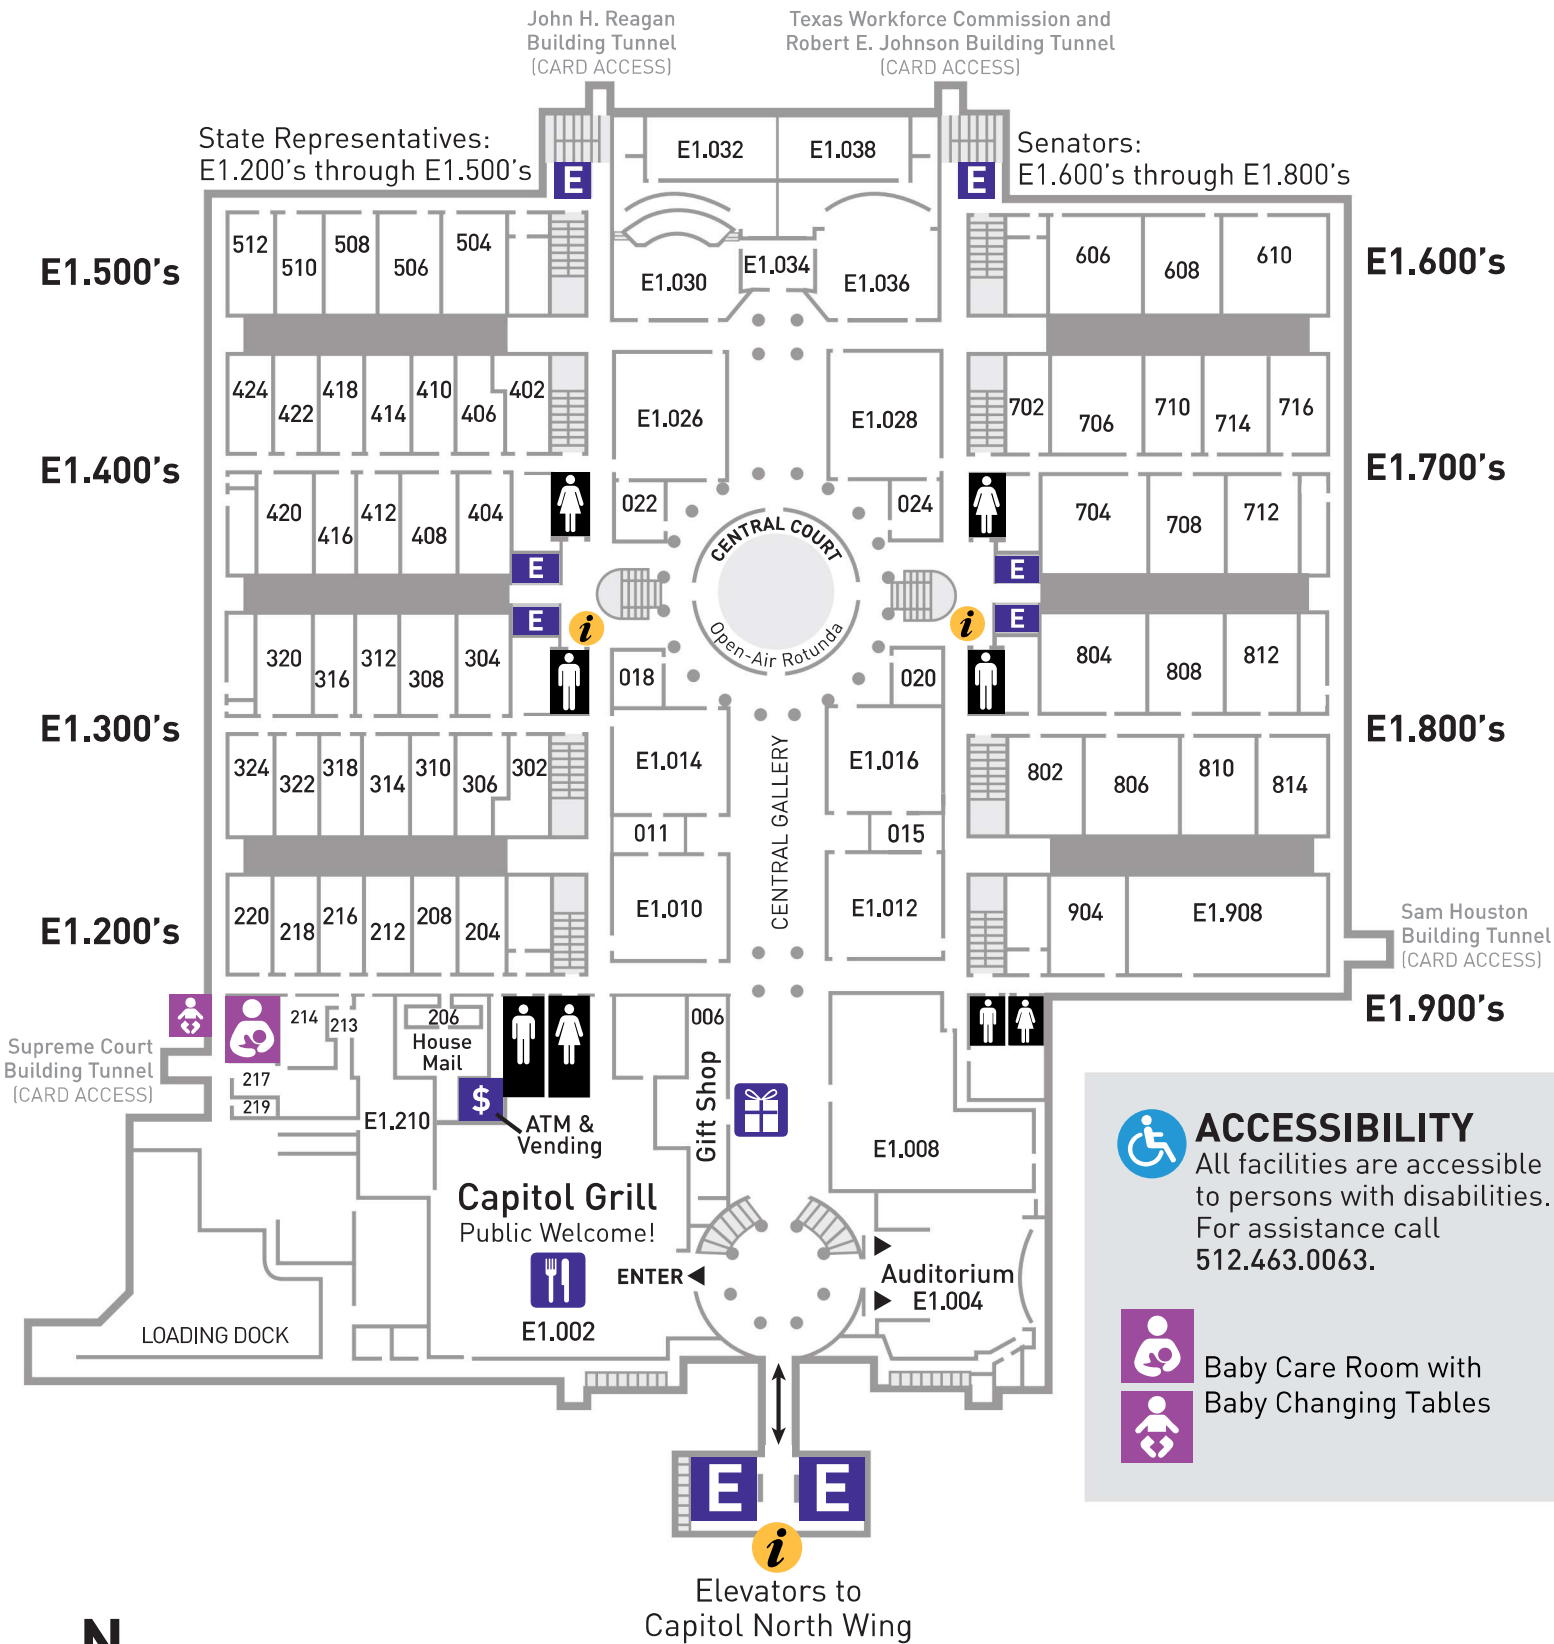 John H. Reagan
Building Tunnel
(CARD ACCESS)
Texas Workforce Commission and
Robert E. Johnson Building Tunnel
(CARD ACCESS)
State Representatives:
E1.200's through E1.500's
Senators:
E1.600's through E1.800's
E
E
E1.032
E1.038
E1.034
E1.030
E1.036
E1.500's
512
510
508
506
504
606
608
610
E1.600's
424
422
418
414
410
406
402
E1.026
E1.028
702
706
710
714
716
E1.400's
E1.700's
420
416
412
408
404
022
024
704
708
712
CENTRAL COURT
Open-Air Rotunda
E
E
E
E
i
i
320
316
312
308
304
018
020
804
808
812
E1.300's
E1.800's
324
322
318
314
310
306
302
E1.014
E1.016
802
806
810
814
CENTRAL GALLERY
011
015
E1.200's
220
218
216
212
208
204
E1.010
E1.012
904
E1.908
Sam Houston
Building Tunnel
(CARD ACCESS)
E1.900's
214
213
206
House
Mail
006
Gift Shop
Supreme Court
Building Tunnel
(CARD ACCESS)
217
219
E1.210
$
ATM &
Vending
E1.008
Capitol Grill
Public Welcome!
ENTER
E1.002
Auditorium
E1.004
LOADING DOCK
ACCESSIBILITY
All facilities are accessible
to persons with disabilities.
For assistance call
512.463.0063.
Baby Care Room with
Baby Changing Tables
E
E
i
Elevators to
Capitol North Wing
N